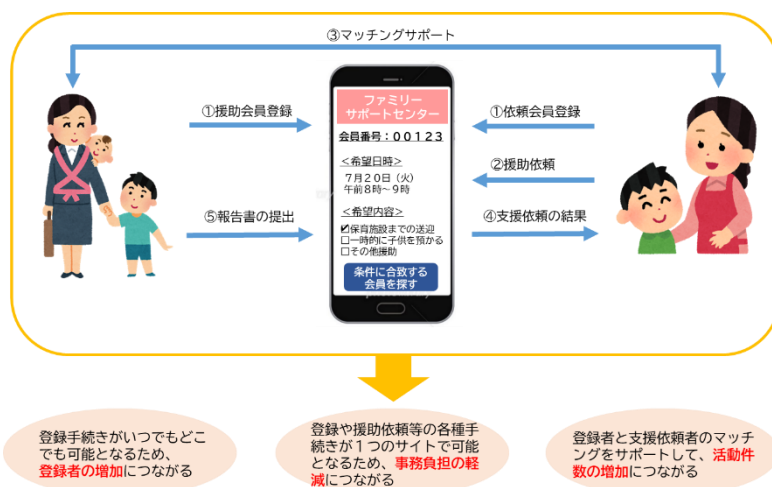 ③マッチングサポート
①援助会員登録
⑤報告書の提出
ファミリー
サポートセンター
会員番号：００１２３
＜希望日時＞
７月２０日（火）
午前８時～９時
＜希望内容＞
☑保育施設までの送迎
□一時的に子供を預かる
□その他援助
条件に合致する
会員を探す
①依頼会員登録
②援助依頼
④支援依頼の結果
登録手続きがいつでもどこ
でも可能となるため、
登録者の増加につながる
登録や援助依頼等の各種手
続きが１つのサイトで可能
となるため、事務負担の軽
減につながる
登録者と支援依頼者のマッチ
ングをサポートして、活動件
数の増加につながる